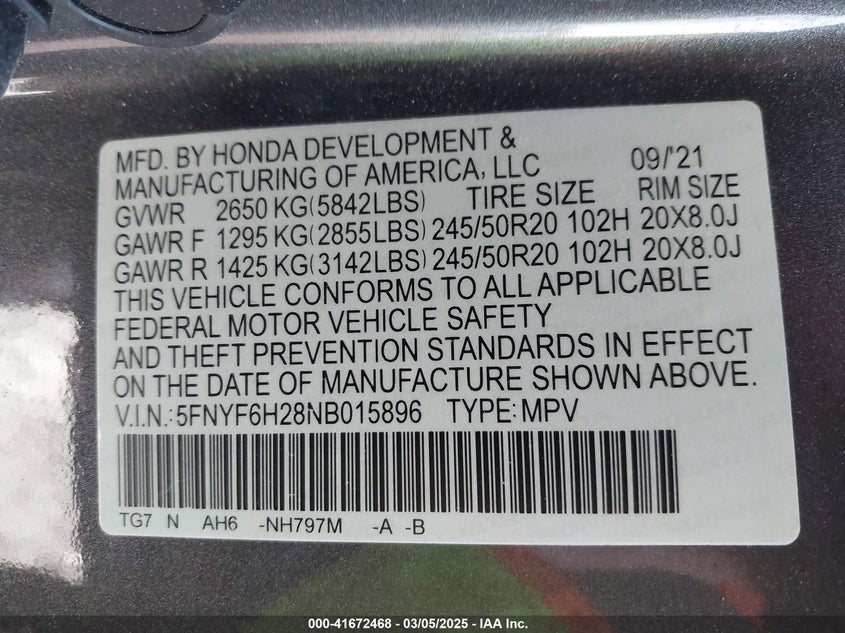 MFD. BY HONDA DEVELOPMENT &
MANUFACTURING OF AMERICA, LLC 09/'21
GVWR 2650 KG(5842LBS) TIRE SIZE RIM SIZE
GAWR F 1295 KG(2855LBS) 245/50R20 102H 20X8.0J
GAWR R 1425 KG(3142LBS) 245/50R20 102H 20X8.0J
THIS VEHICLE CONFORMS TO ALL APPLICABLE
FEDERAL MOTOR VEHICLE SAFETY
AND THEFT PREVENTION STANDARDS IN EFFECT
ON THE DATE OF MANUFACTURE SHOWN ABOVE.
V.I.N.: 5FNYF6H28NB015896 TYPE: MPV
TG7 N AH6 -NH797M -A -B
000-41672468 - 03/05/2025 - IAA Inc.